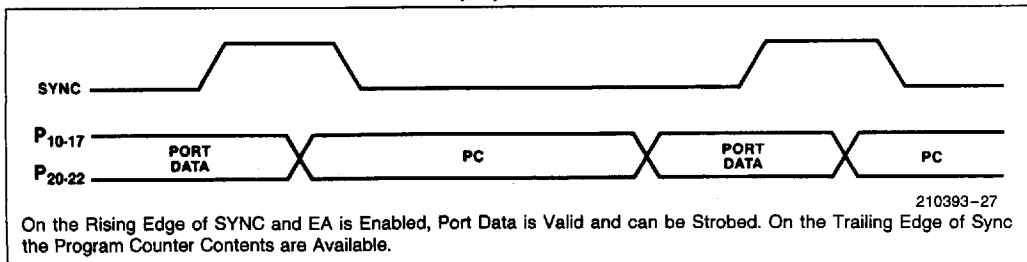 SYNC
P10-17
PORT
DATA
PC
PORT
DATA
PC
P20-22
210393-27
On the Rising Edge of SYNC and EA is Enabled, Port Data is Valid and can be Strobed. On the Trailing Edge of Sync
the Program Counter Contents are Available.